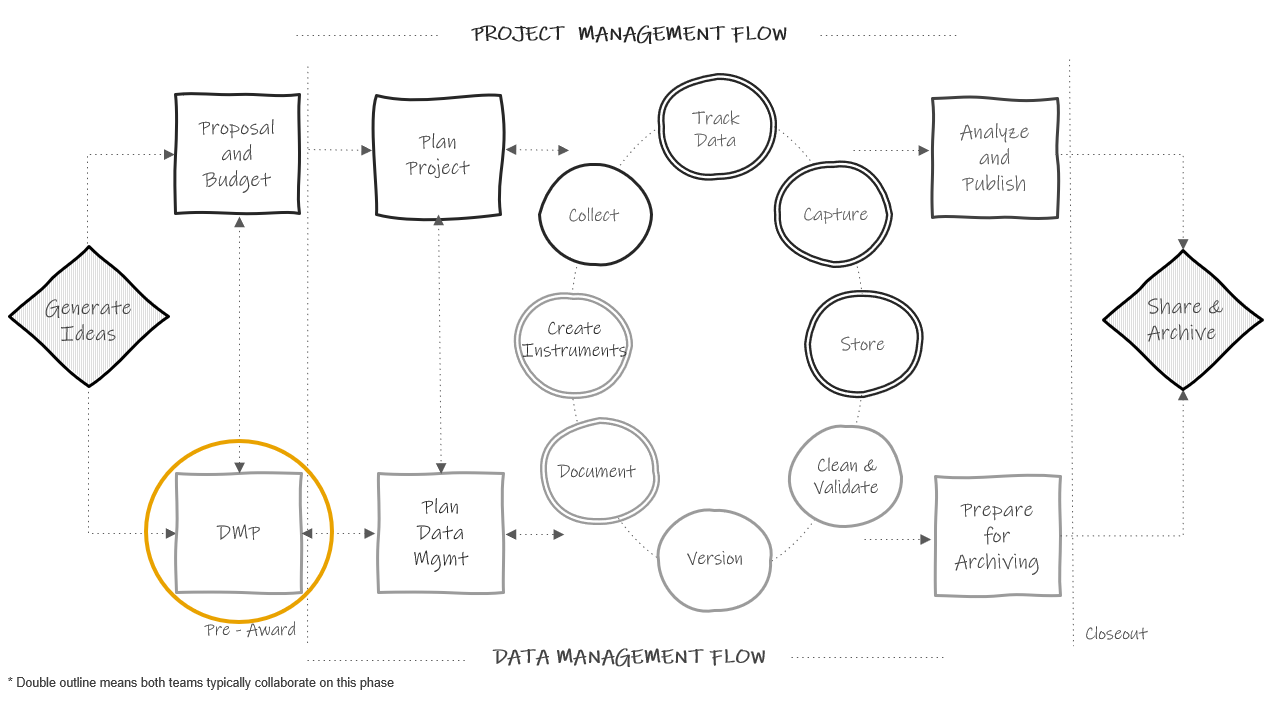 PROJECT MANAGEMENT FLOW
Proposal
and
Budget
Plan
Project
Track
Data
Analyze
and
Publish
Collect
Capture
Generate
Ideas
Create
Instruments
Store
Share &
Archive
Document
Clean &
Validate
DMP
Plan
Data
Mgmt
Version
Prepare
for
Archiving
Pre - Award
Closeout
DATA MANAGEMENT FLOW
* Double outline means both teams typically collaborate on this phase